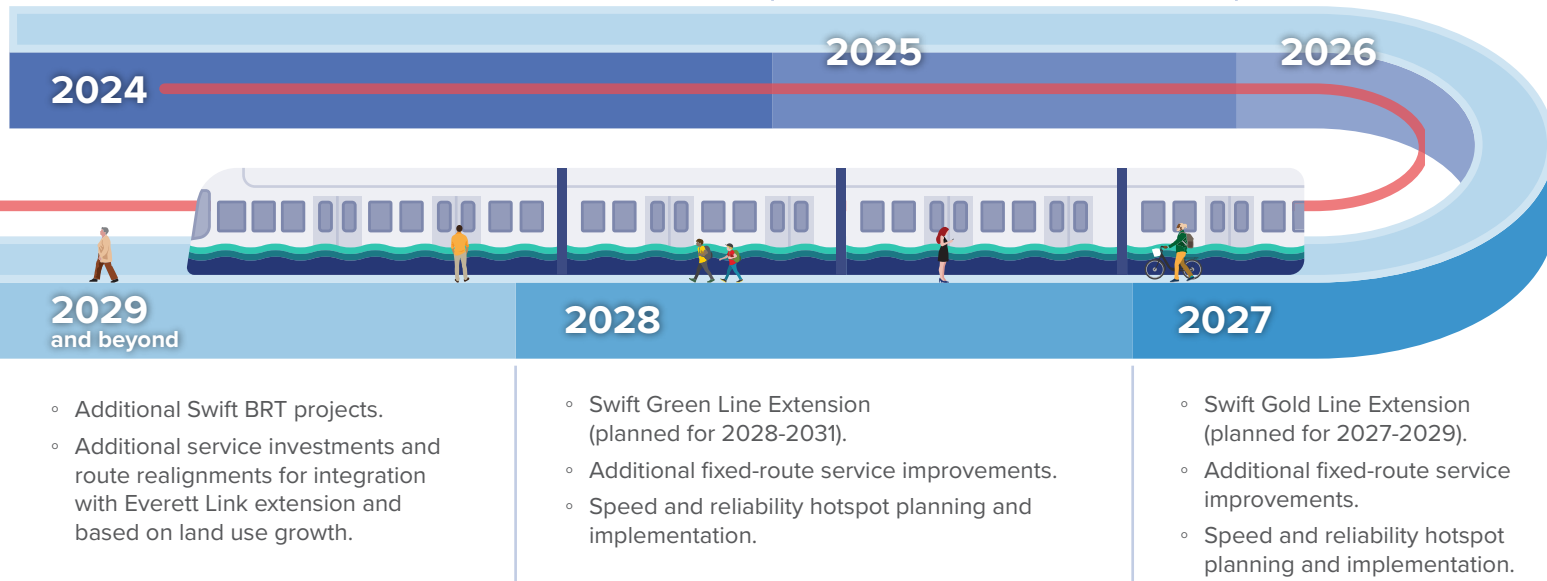 2024
2025
2026
2029
and beyond
2028
2027
◦ Additional Swift BRT projects.
◦ Additional service investments and
route realignments for integration
with Everett Link extension and
based on land use growth.
◦ Swift Green Line Extension
(planned for 2028-2031).
◦ Additional fixed-route service improvements.
◦ Speed and reliability hotspot planning and
implementation.
◦ Swift Gold Line Extension
(planned for 2027-2029).
◦ Additional fixed-route service
improvements.
◦ Speed and reliability hotspot
planning and implementation.